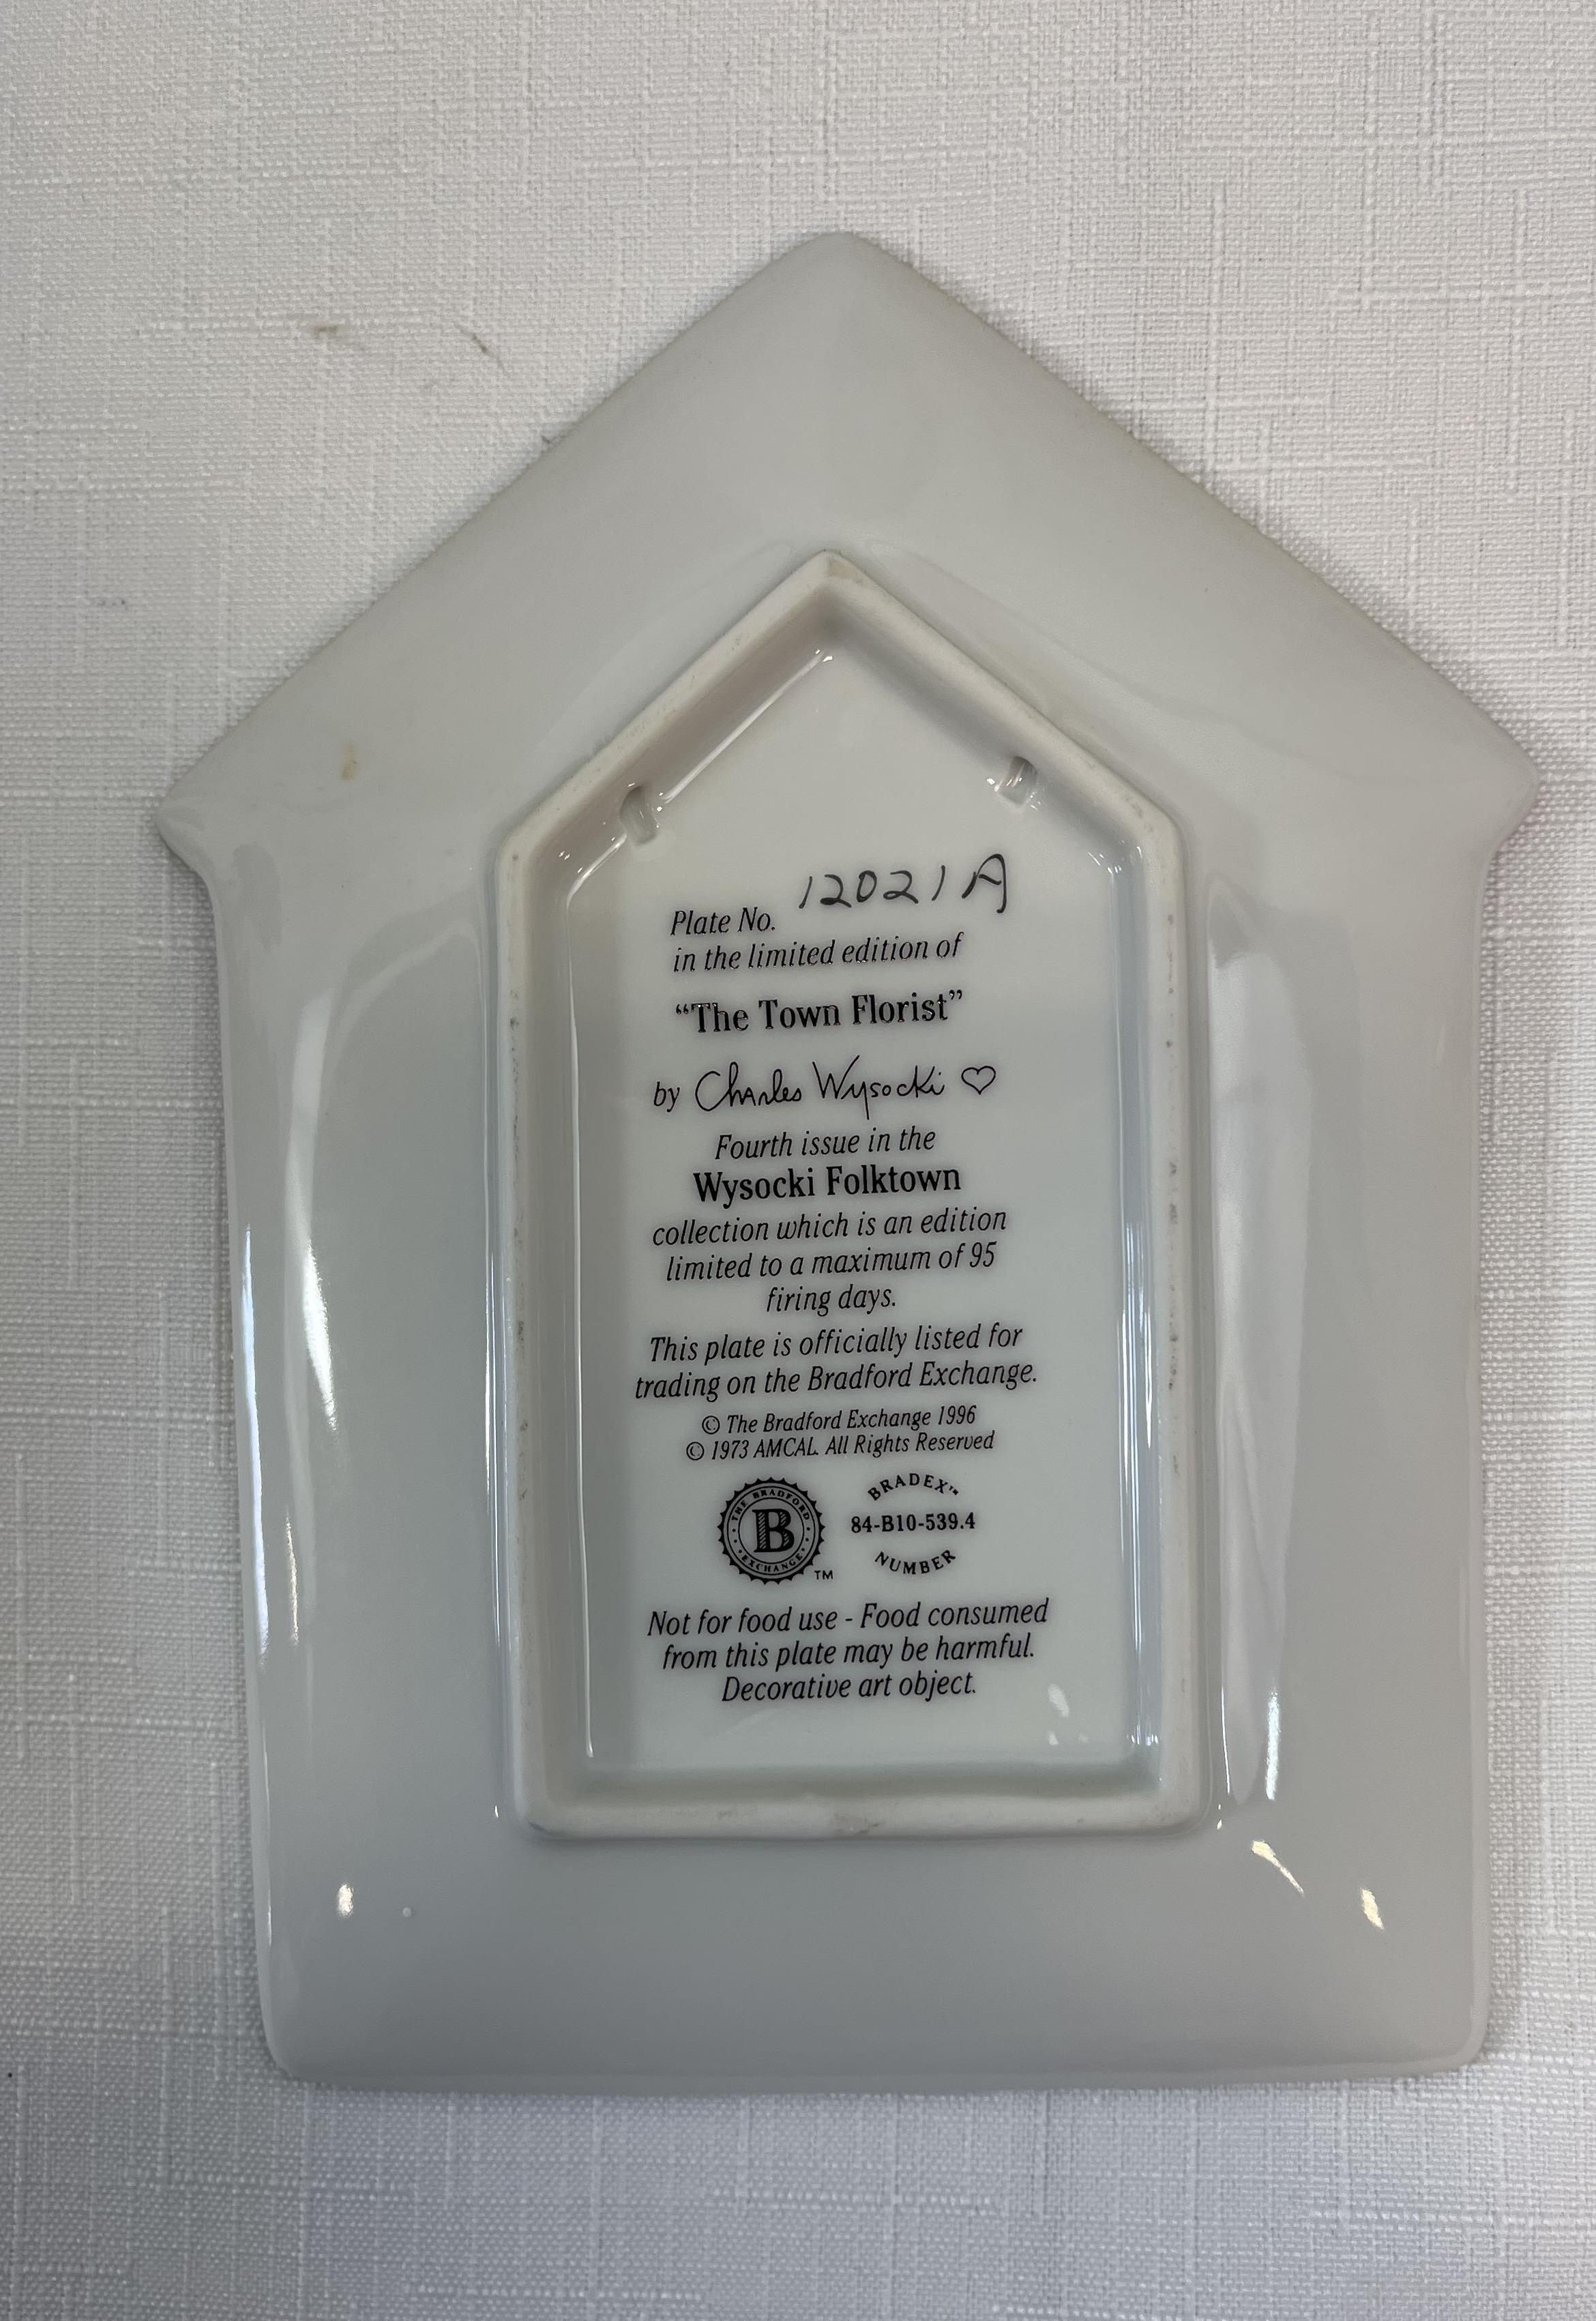 Plate No. 12021A
in the limited edition of
“The Town Florist”
by Charles Wysocki ♡
Fourth issue in the
Wysocki Folktown
collection which is an edition
limited to a maximum of 95
firing days.
This plate is officially listed for
trading on the Bradford Exchange.
© The Bradford Exchange 1996
© 1973 AMCAL. All Rights Reserved
THE BRADFORD
B
EXCHANGE
TM
BRADEX™
84-B10-539.4
NUMBER
Not for food use - Food consumed
from this plate may be harmful.
Decorative art object.